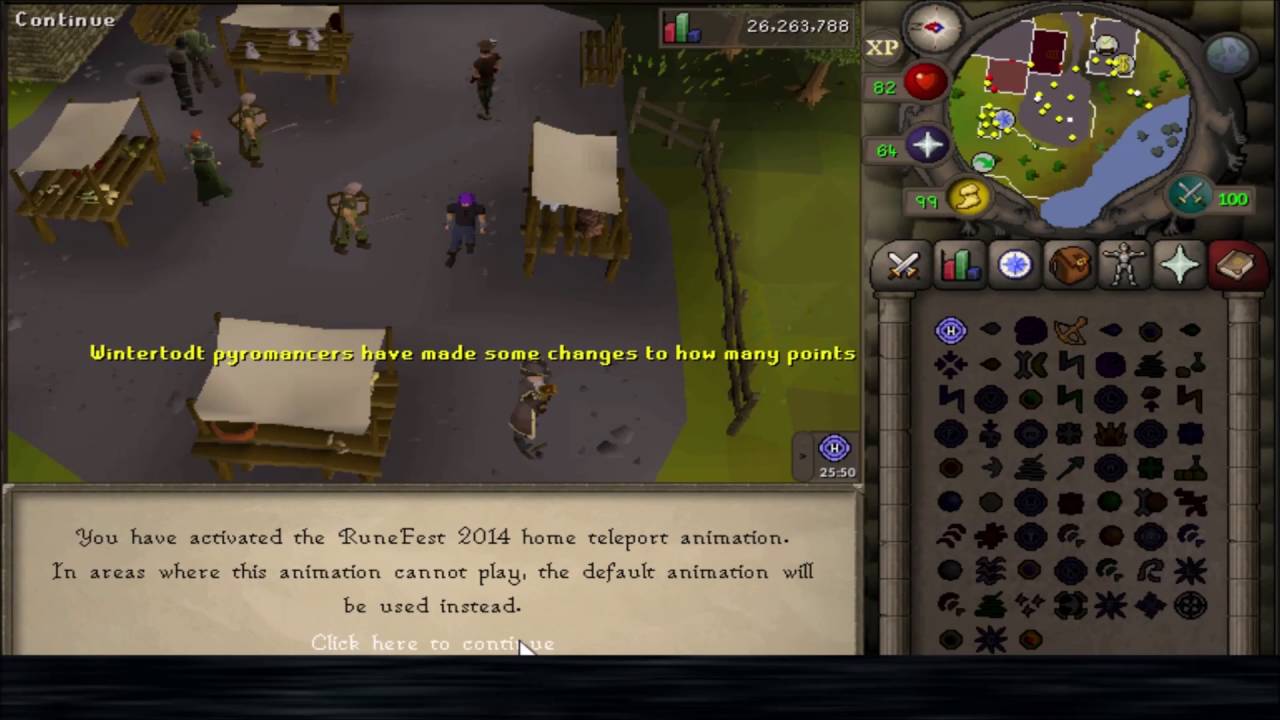 Continue
26,263,788
XP
82
64
99
100
Wintertodt pyromancers have made some changes to how many points
H
25:50
H
You have activated the RuneFest 2014 home teleport animation.
In areas where this animation cannot play, the default animation will
be used instead.
Click here to continue